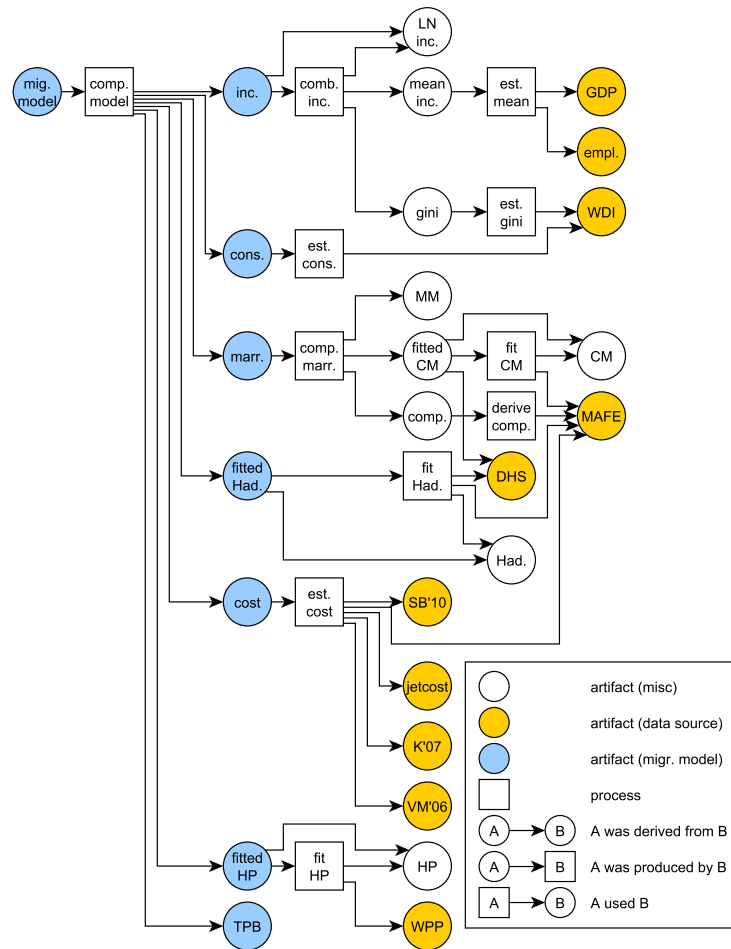 LN
inc.
mig.
model
comp.
model
inc.
comb.
inc.
mean
inc.
est.
mean
GDP
empl.
gini
est.
gini
WDI
cons.
est.
cons.
MM
marr.
comp.
marr.
fitted
CM
fit
CM
CM
comp.
derive
comp.
MAFE
fitted
Had.
fit
Had.
DHS
Had.
cost
est.
cost
SB'10
jetcost
K'07
VM'06
fitted
HP
fit
HP
HP
TPB
WPP
artifact (misc)
artifact (data source)
artifact (migr. model)
process
A B A was derived from B
A B A was produced by B
A B A used B